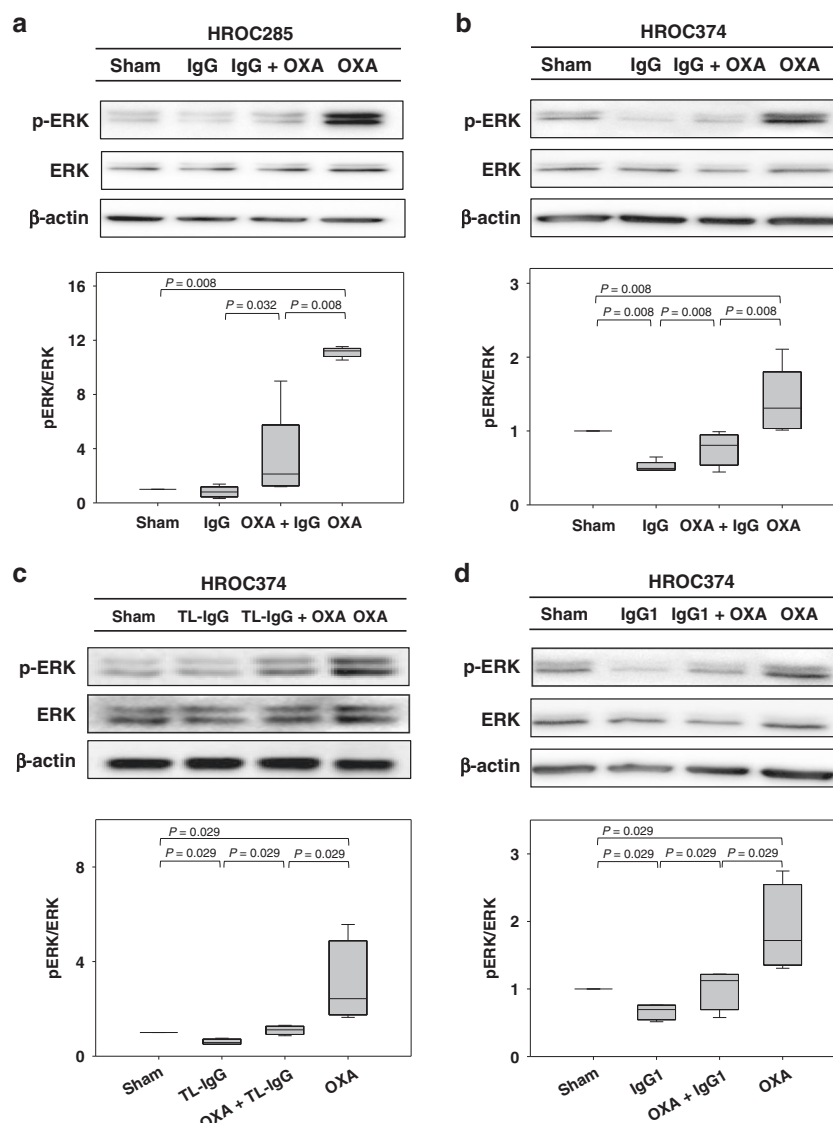 a
HROC285
Sham IgG IgG + OXA OXA
p-ERK
ERK
β-actin
16
12
8
4
0
pERK/ERK
P = 0.008
P = 0.032 P = 0.008
Sham IgG OXA + IgG OXA
b
HROC374
Sham IgG IgG + OXA OXA
p-ERK
ERK
β-actin
3
2
1
0
pERK/ERK
P = 0.008
P = 0.008 P = 0.008 P = 0.008
Sham IgG OXA + IgG OXA
c
HROC374
Sham TL-IgG TL-IgG + OXA OXA
p-ERK
ERK
β-actin
8
4
0
pERK/ERK
P = 0.029
P = 0.029 P = 0.029 P = 0.029
Sham TL-IgG OXA + TL-IgG OXA
d
HROC374
Sham IgG1 IgG1 + OXA OXA
p-ERK
ERK
β-actin
3
2
1
0
pERK/ERK
P = 0.029
P = 0.029 P = 0.029 P = 0.029
Sham IgG1 OXA + IgG1 OXA